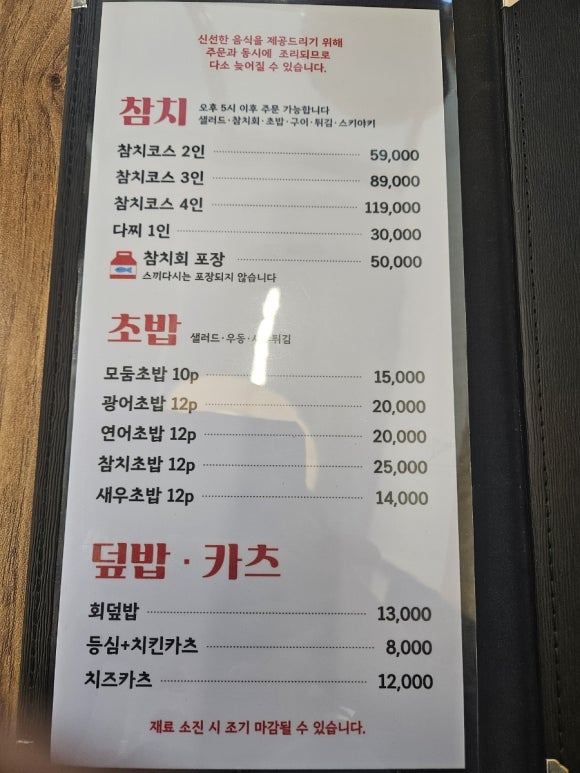 신선한 음식을 제공드리기 위해
주문과 동시에 조리되므로
다소 늦어질 수 있습니다.
참치
오후 5시 이후 주문 가능합니다
샐러드·참치회·초밥·구이·튀김·스키야키
참치코스 2인 59,000
참치코스 3인 89,000
참치코스 4인 119,000
다찌 1인 30,000
참치회 포장 50,000
스끼다시는 포장되지 않습니다
초밥
샐러드·우동·튀김
모둠초밥 10p 15,000
광어초밥 12p 20,000
연어초밥 12p 20,000
참치초밥 12p 25,000
새우초밥 12p 14,000
덮밥·카츠
회덮밥 13,000
등심+치킨카츠 8,000
치즈카츠 12,000
재료 소진 시 조기 마감될 수 있습니다.